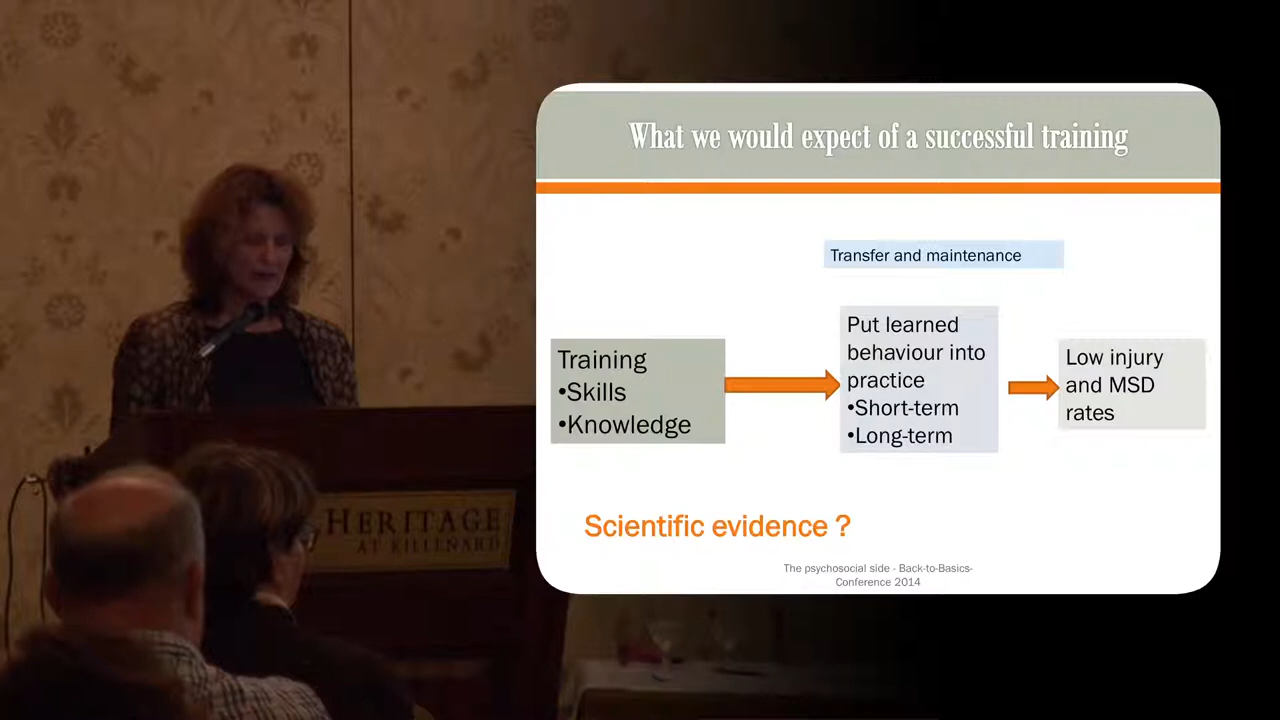 What we would expect of a successful training
Transfer and maintenance
Training
•Skills
•Knowledge
Put learned
behaviour into
practice
•Short-term
•Long-term
Low injury
and MSD
rates
Scientific evidence ?
The psychosocial side - Back-to-Basics-
Conference 2014
HERITAGE
AT KILLENARD